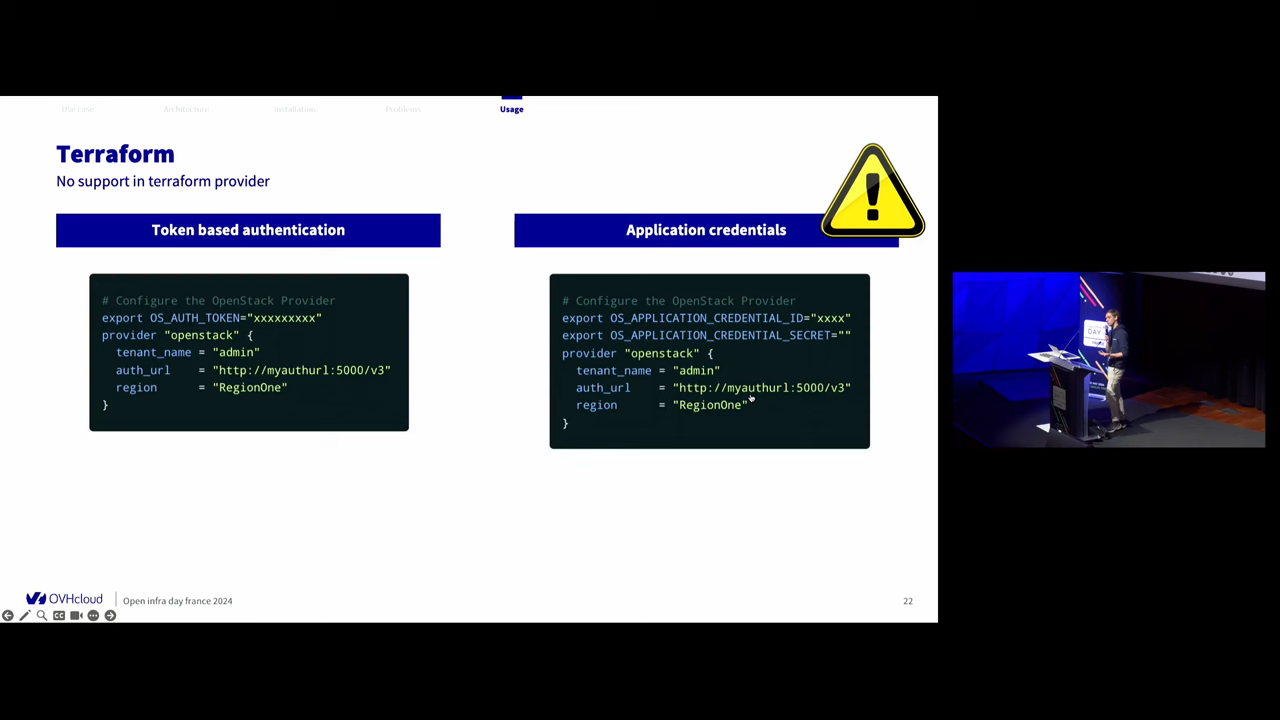 Use case
Architecture
Installation
Problems
Usage
Terraform
No support in terraform provider
Token based authentication
# Configure the OpenStack Provider
export OS_AUTH_TOKEN="xxxxxxxxx"
provider "openstack" {
tenant_name = "admin"
auth_url = "http://myauthurl:5000/v3"
region = "RegionOne"
}
Application credentials
# Configure the OpenStack Provider
export OS_APPLICATION_CREDENTIAL_ID="xxxx"
export OS_APPLICATION_CREDENTIAL_SECRET=""
provider "openstack" {
tenant_name = "admin"
auth_url = "http://myauthurl:5000/v3"
region = "RegionOne"
}
OVHcloud
Open infra day france 2024
22
CC
DAY